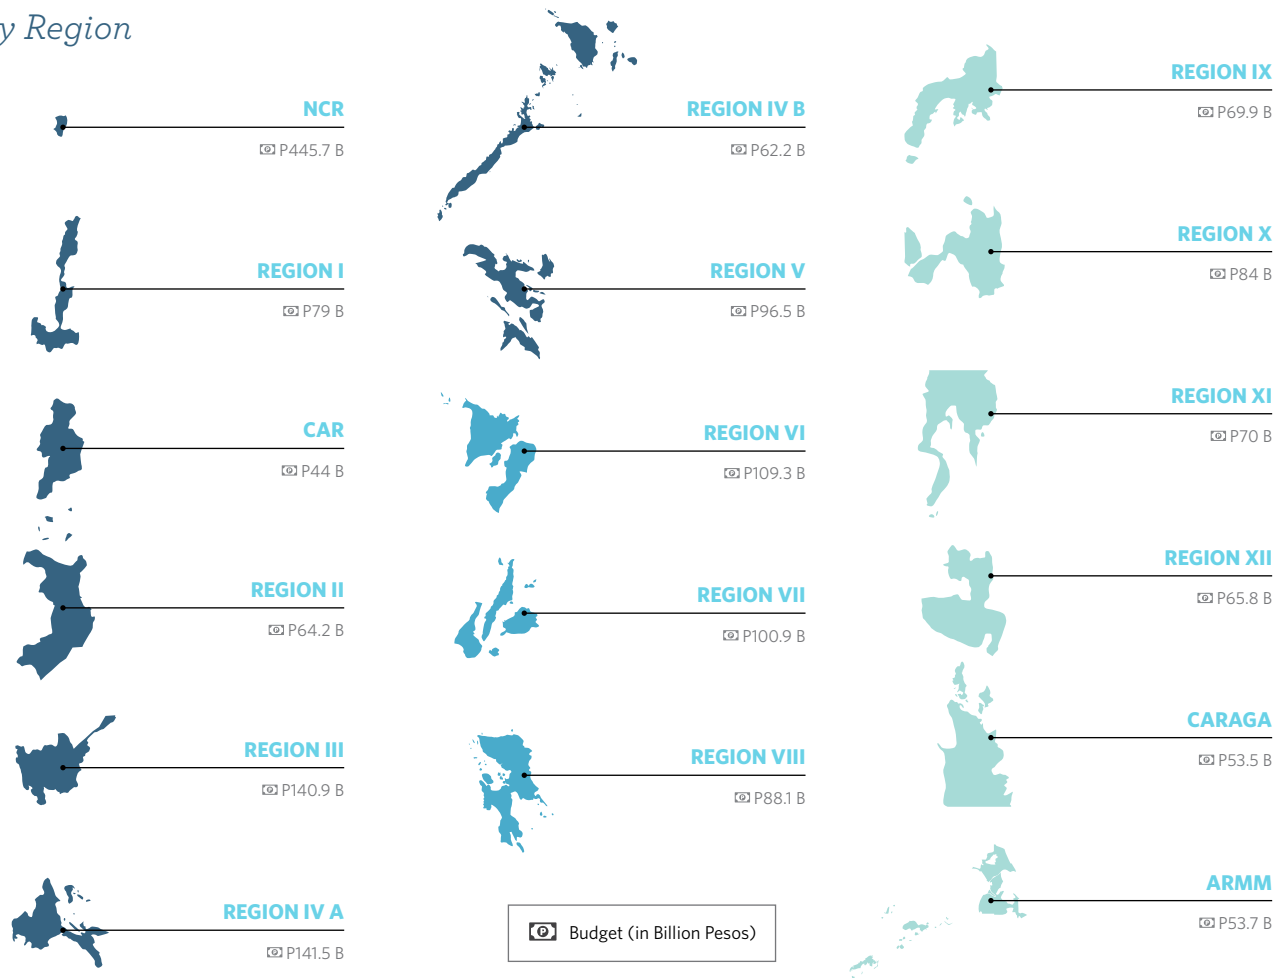 y Region
NCR
P445.7 B
REGION I
P79 B
CAR
P44 B
REGION II
P64.2 B
REGION III
P140.9 B
REGION IV A
P141.5 B
REGION IV B
P62.2 B
REGION V
P96.5 B
REGION VI
P109.3 B
REGION VII
P100.9 B
REGION VIII
P88.1 B
Budget (in Billion Pesos)
REGION IX
P69.9 B
REGION X
P84 B
REGION XI
P70 B
REGION XII
P65.8 B
CARAGA
P53.5 B
ARMM
P53.7 B